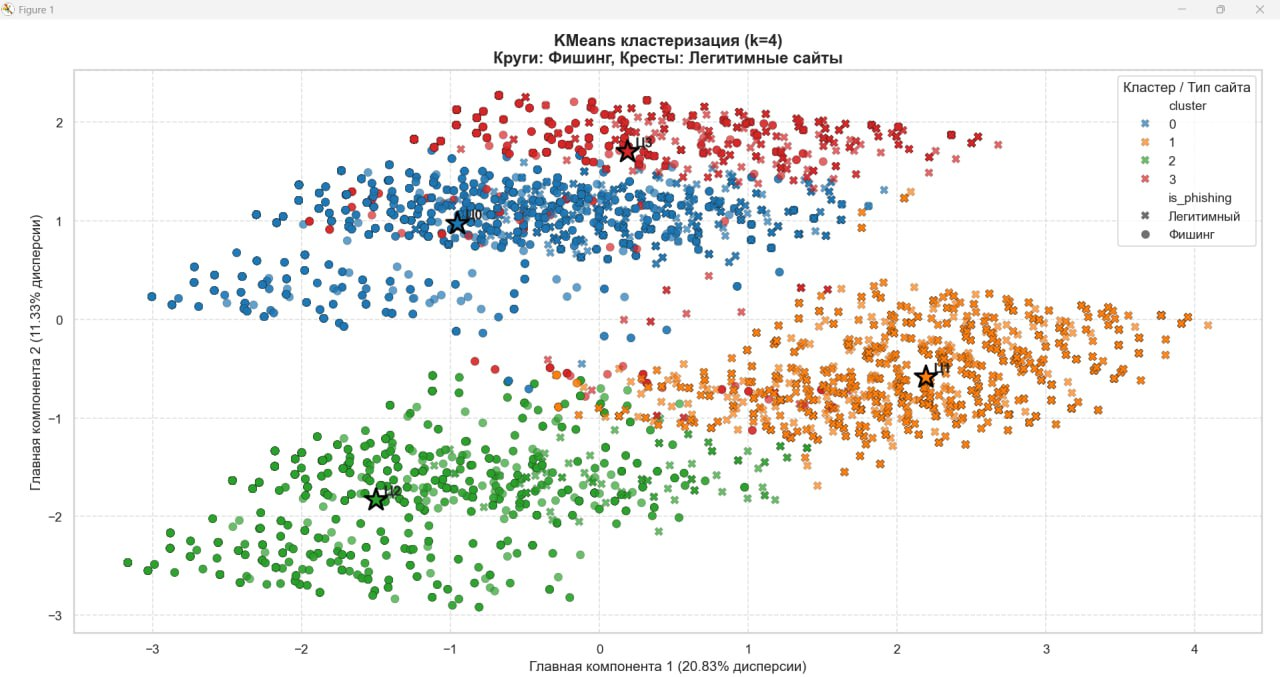 Figure 1
KMeans кластеризация (k=4)
Круги: Фишинг, Кресты: Легитимные сайты
Кластер / Тип сайта
cluster
0
1
2
3
is_phishing
Легитимный
Фишинг
Ц3
Ц0
Ц1
Ц2
Главная компонента 2 (11.33% дисперсии)
2
1
0
−1
−2
−3
−3
−2
−1
0
1
2
3
4
Главная компонента 1 (20.83% дисперсии)